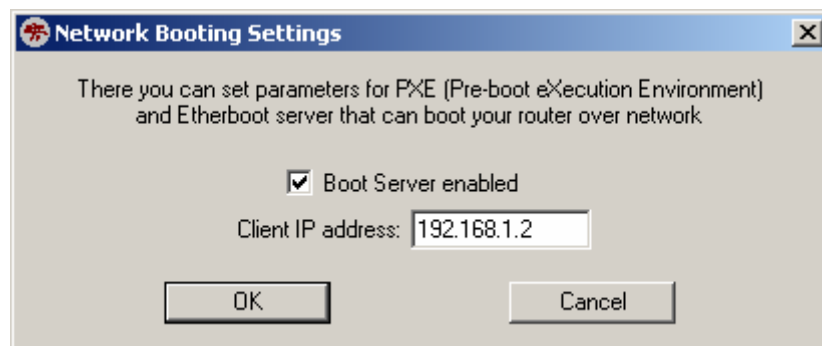 Network Booting Settings
There you can set parameters for PXE (Pre-boot eXecution Environment)
and Etherboot server that can boot your router over network
Boot Server enabled
Client IP address: 192.168.1.2
OK Cancel